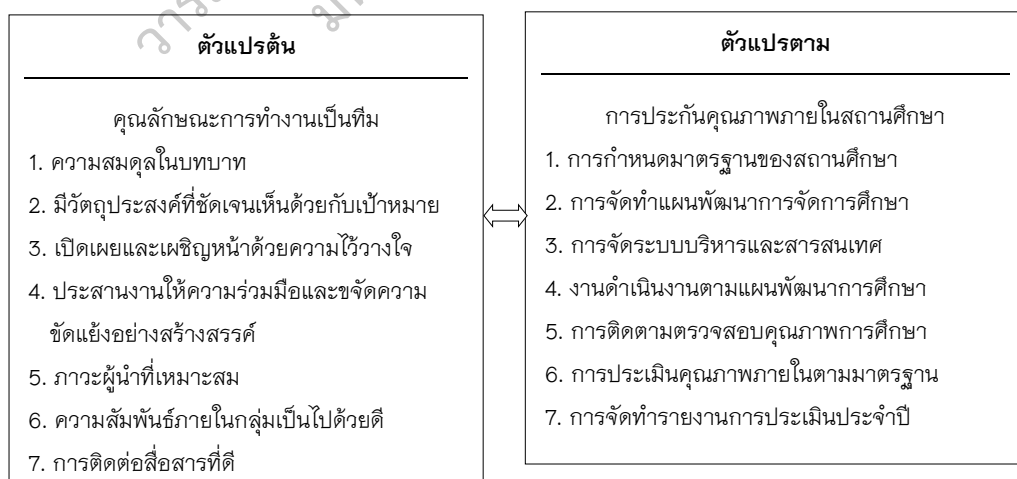 ตัวแปรต้น
คุณลักษณะการทำงานเป็นทีม
1. ความสมดุลในบทบาท
2. มีวัตถุประสงค์ที่ชัดเจนเห็นด้วยกับเป้าหมาย
3. เปิดเผยและเผชิญหน้าด้วยความไว้วางใจ
4. ประสานงานให้ความร่วมมือและขจัดความ
ขัดแย้งอย่างสร้างสรรค์
5. ภาวะผู้นำที่เหมาะสม
6. ความสัมพันธ์ภายในกลุ่มเป็นไปด้วยดี
7. การติดต่อสื่อสารที่ดี
ตัวแปรตาม
การประกันคุณภาพภายในสถานศึกษา
1. การกำหนดมาตรฐานของสถานศึกษา
2. การจัดทำแผนพัฒนาการจัดการศึกษา
3. การจัดระบบบริหารและสารสนเทศ
4. งานดำเนินงานตามแผนพัฒนาการศึกษา
5. การติดตามตรวจสอบคุณภาพการศึกษา
6. การประเมินคุณภาพภายในตามมาตรฐาน
7. การจัดทำรายงานการประเมินประจำปี